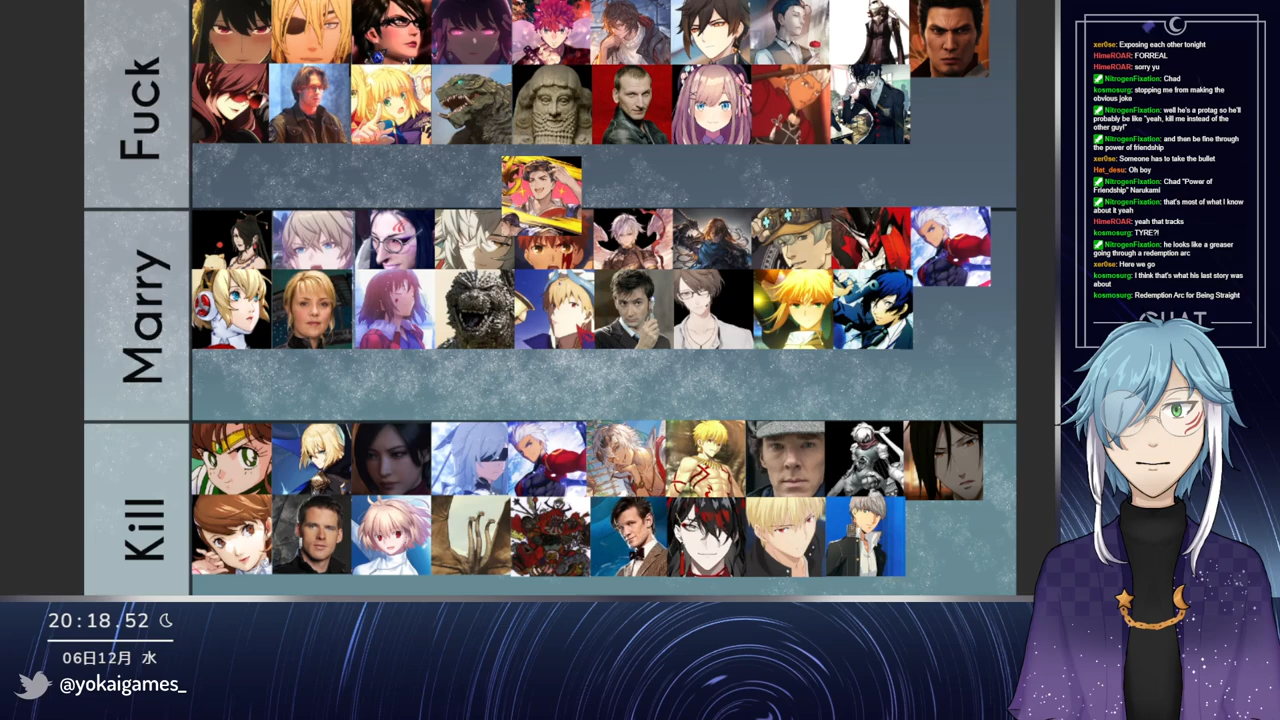 Fuck
Marry
Kill
xer0se: Exposing each other tonight
HimeROAR: FORREAL
HimeROAR: sorry yu
NitrogenFixation: Chad
kosmosurg: stopping me from making the
obvious joke
NitrogenFixation: well he's a protag so he'll
probably be like "yeah, kill me instead of the
other guy!"
NitrogenFixation: and then be fine through
the power of friendship
xer0se: Someone has to take the bullet
Hat_desu: Oh boy
NitrogenFixation: Chad "Power of
Friendship" Narukami
NitrogenFixation: that's most of what I know
about it yeah
HimeROAR: yeah that tracks
kosmosurg: TYRE?!
NitrogenFixation: he looks like a greaser
going through a redemption arc
xer0se: Here we go
kosmosurg: I think that's what his last story was
about
kosmosurg: Redemption Arc for Being Straight
CHAT
20:18.52
06日12月 水
@yokaigames_